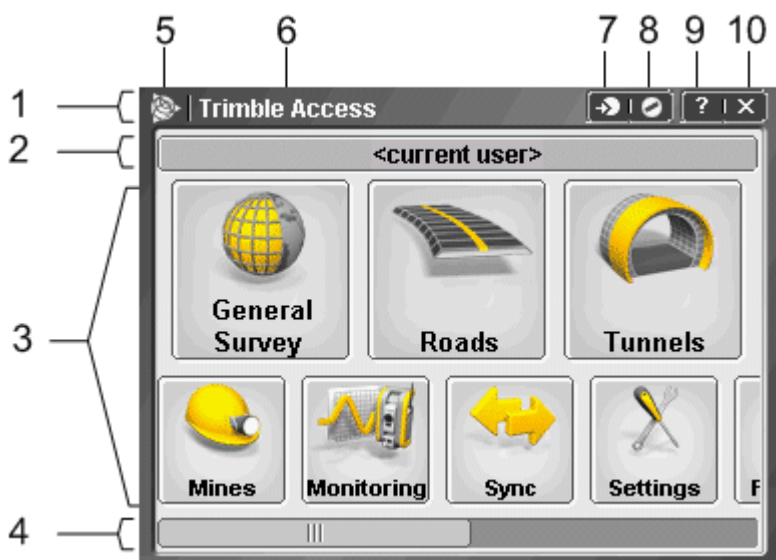 5 6 7 8 9 10
1 Trimble Access ?
2 <current user>
3
General Survey
Roads
Tunnels
Mines
Monitoring
Sync
Settings
F
4